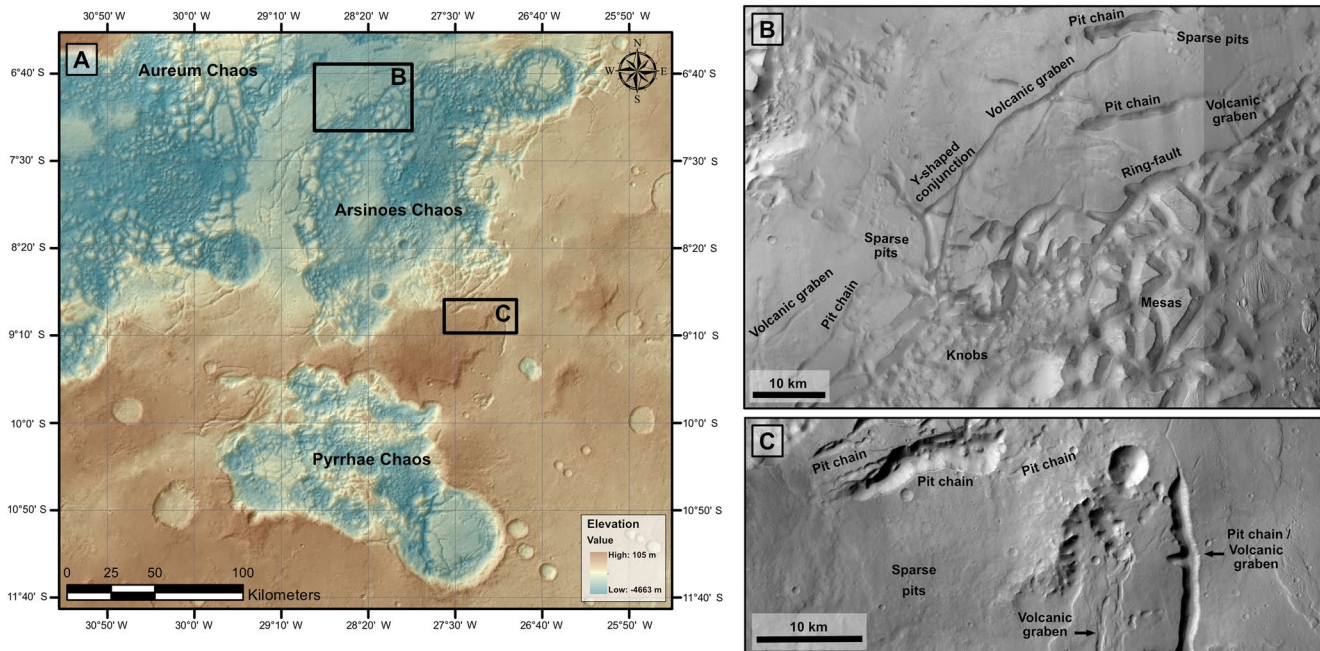 30°50' W 30°0' W 29°10' W 28°20' W 27°30' W 26°40' W 25°50' W
A
Aureum Chaos
B
N
W E
S
6°40' S
6°40' S
7°30' S
7°30' S
Arsinoes Chaos
8°20' S
8°20' S
C
9°10' S
9°10' S
10°0' S
10°0' S
Pyrrhae Chaos
10°50' S
10°50' S
Elevation
Value
High: 105 m
Low: -4663 m
0 25 50 100
Kilometers
11°40' S
11°40' S
30°50' W 30°0' W 29°10' W 28°20' W 27°30' W 26°40' W 25°50' W
B
Pit chain
Sparse pits
Volcanic graben
Pit chain
Volcanic
graben
Ring-fault
Y-shaped
conjunction
Sparse
pits
Volcanic graben
Pit chain
Mesas
Knobs
10 km
C
Pit chain
Pit chain
Pit chain
Pit chain /
Volcanic
graben
Sparse
pits
Volcanic
graben
10 km